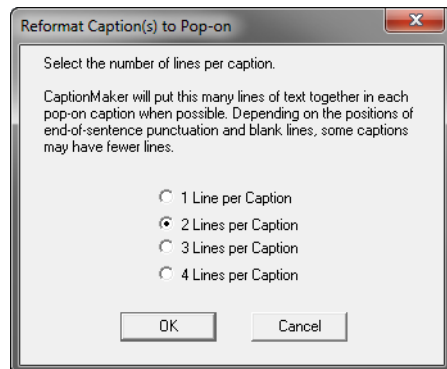 Reformat Caption(s) to Pop-on
Select the number of lines per caption.
CaptionMaker will put this many lines of text together in each
pop-on caption when possible. Depending on the positions of
end-of-sentence punctuation and blank lines, some captions
may have fewer lines.
1 Line per Caption
2 Lines per Caption
3 Lines per Caption
4 Lines per Caption
OK
Cancel